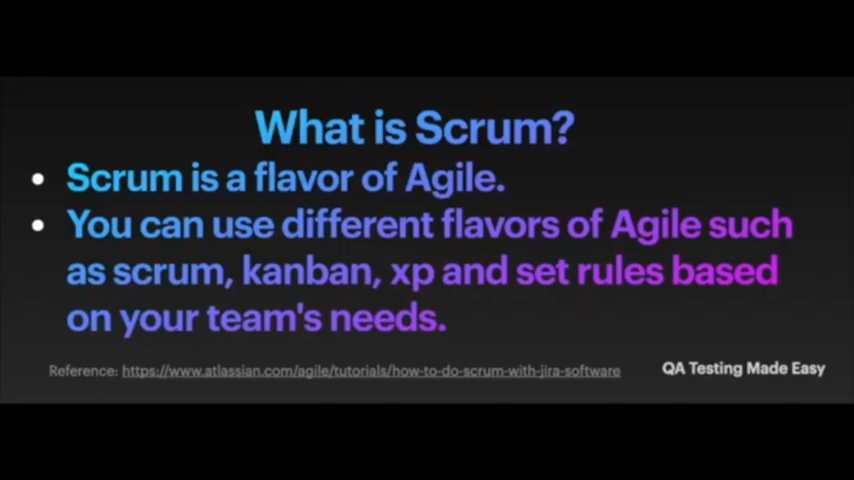 What is Scrum?
• Scrum is a flavor of Agile.
• You can use different flavors of Agile such
as scrum, kanban, xp and set rules based
on your team's needs.
Reference: https://www.atlassian.com/agile/tutorials/how-to-do-scrum-with-jira-software
QA Testing Made Easy